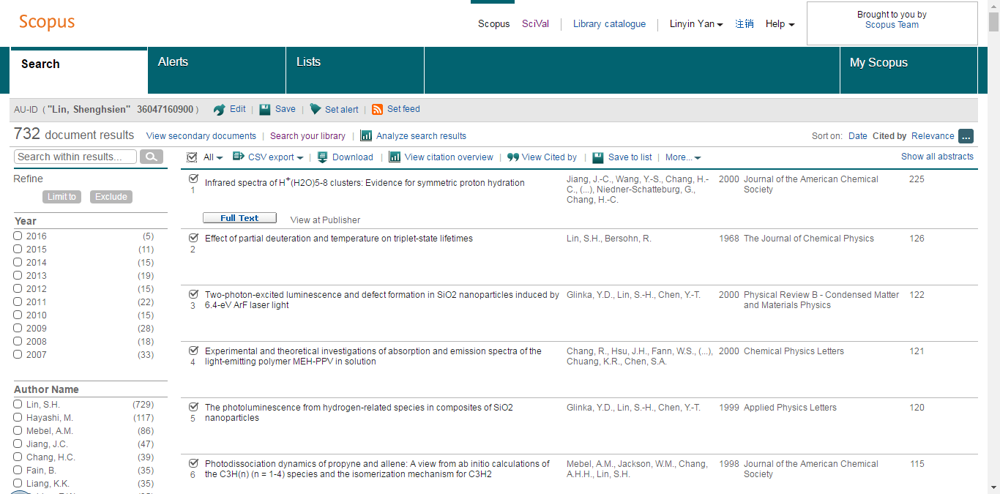 Scopus
Scopus SciVal Library catalogue Linyin Yan 注销 Help
Brought to you by
Scopus Team
Search Alerts Lists My Scopus
AU-ID ( "Lin, Shenghsien" 36047160900 ) Edit | Save | Set alert | Set feed
732 document results View secondary documents | Search your library | Analyze search results Sort on: Date Cited by Relevance ...
Search within results...
All CSV export | Download | View citation overview | View Cited by | Save to list | More... Show all abstracts
Refine
Limit to Exclude
Year
2016 (5)
2015 (11)
2014 (15)
2013 (19)
2012 (15)
2011 (22)
2010 (15)
2009 (28)
2008 (18)
2007 (33)
Author Name
Lin, S.H. (729)
Hayashi, M. (117)
Mebel, A.M. (86)
Jiang, J.C. (47)
Chang, H.C. (39)
Fain, B. (35)
Liang, K.K. (35)
1 Infrared spectra of H+(H2O)5-8 clusters: Evidence for symmetric proton hydration
Jiang, J.-C., Wang, Y.-S., Chang, H.-
C., (...), Niedner-Schatteburg, G.,
Chang, H.-C.
2000 Journal of the American Chemical
Society
225
Full Text View at Publisher
2 Effect of partial deuteration and temperature on triplet-state lifetimes
Lin, S.H., Bersohn, R.
1968 The Journal of Chemical Physics
126
3 Two-photon-excited luminescence and defect formation in SiO2 nanoparticles induced by
6.4-eV ArF laser light
Glinka, Y.D., Lin, S.-H., Chen, Y.-T.
2000 Physical Review B - Condensed Matter
and Materials Physics
122
4 Experimental and theoretical investigations of absorption and emission spectra of the
light-emitting polymer MEH-PPV in solution
Chang, R., Hsu, J.H., Fann, W.S., (...),
Chuang, K.R., Chen, S.A.
2000 Chemical Physics Letters
121
5 The photoluminescence from hydrogen-related species in composites of SiO2
nanoparticles
Glinka, Y.D., Lin, S.-H., Chen, Y.-T.
1999 Applied Physics Letters
120
6 Photodissociation dynamics of propyne and allene: A view from ab initio calculations of
the C3H(n) (n = 1-4) species and the isomerization mechanism for C3H2
Mebel, A.M., Jackson, W.M., Chang,
A.H.H., Lin, S.H.
1998 Journal of the American Chemical
Society
115